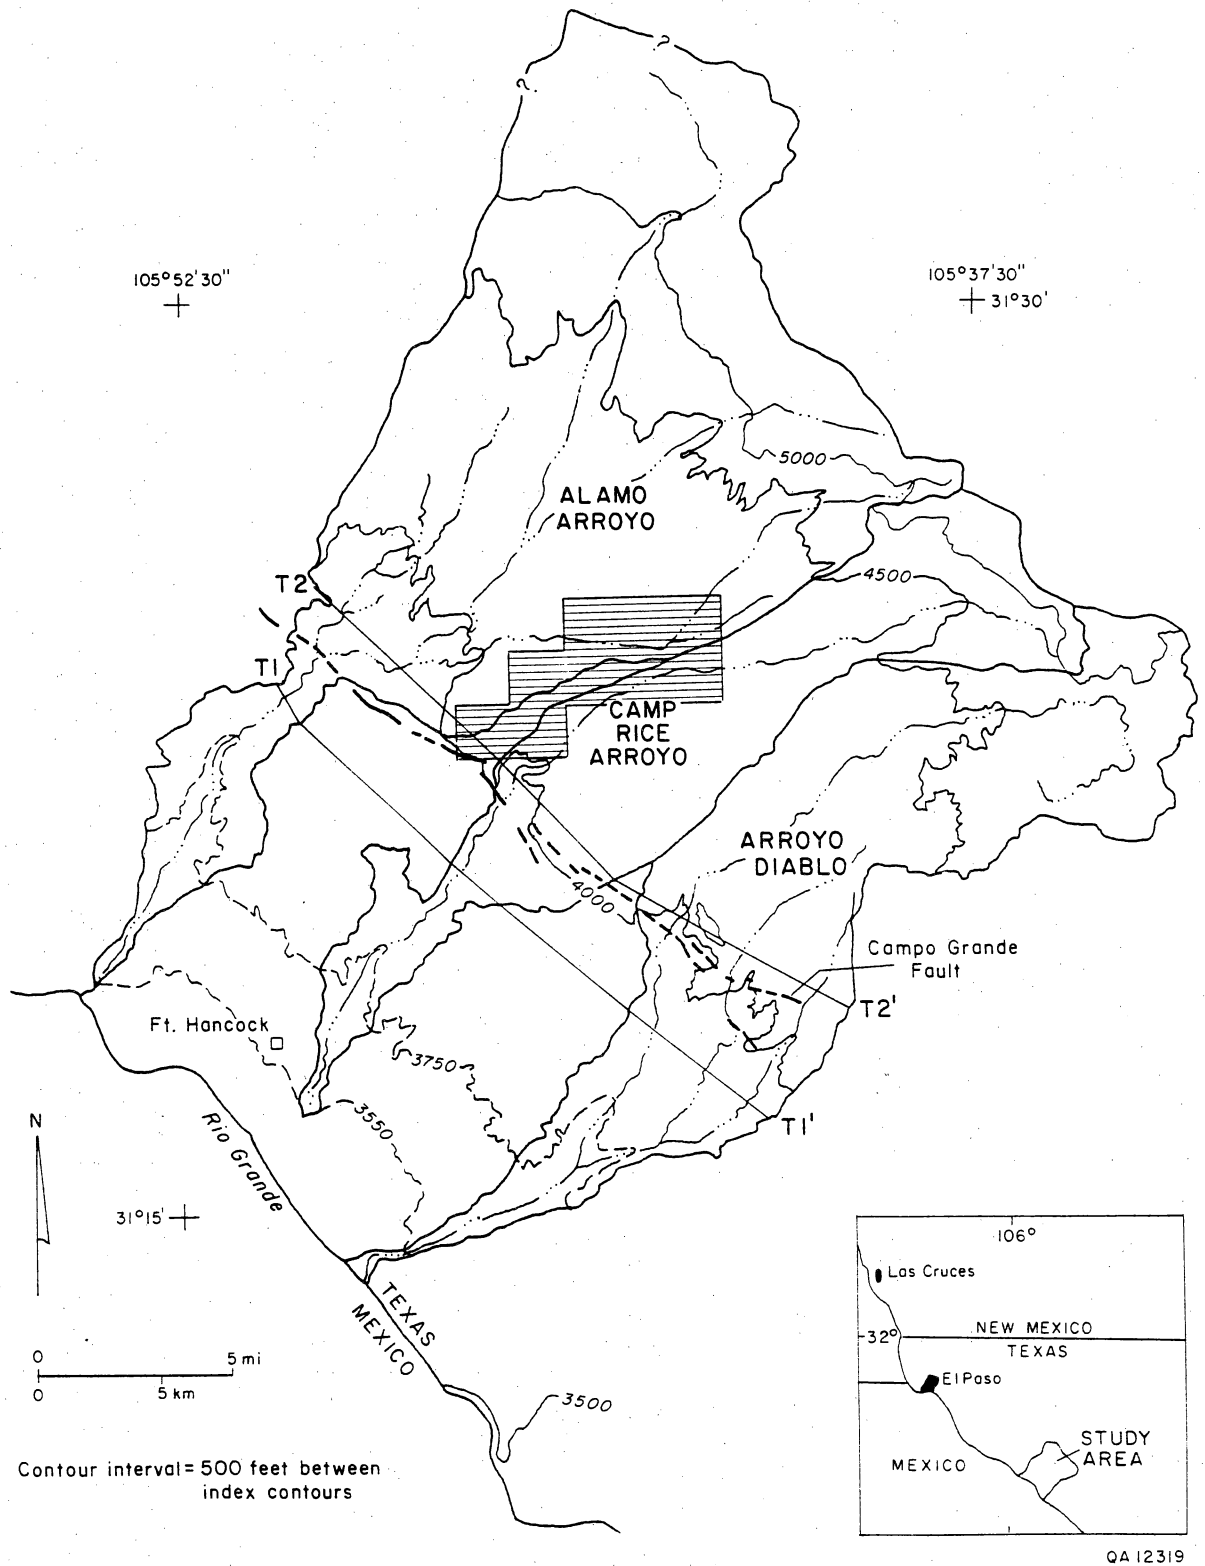 ?
?
105°52'30"
105°37'30"
31°30'
5000
ALAMO
ARROYO
4500
T2
T1
CAMP
RICE
ARROYO
ARROYO
DIABLO
4000
Campo Grande
Fault
T2'
Ft. Hancock
3750
3550
T1'
N
Rio Grande
31°15'
TEXAS
MEXICO
106°
Las Cruces
32°
NEW MEXICO
TEXAS
El Paso
STUDY
AREA
MEXICO
0 5 mi
0 5 km
3500
Contour interval = 500 feet between
index contours
QA12319